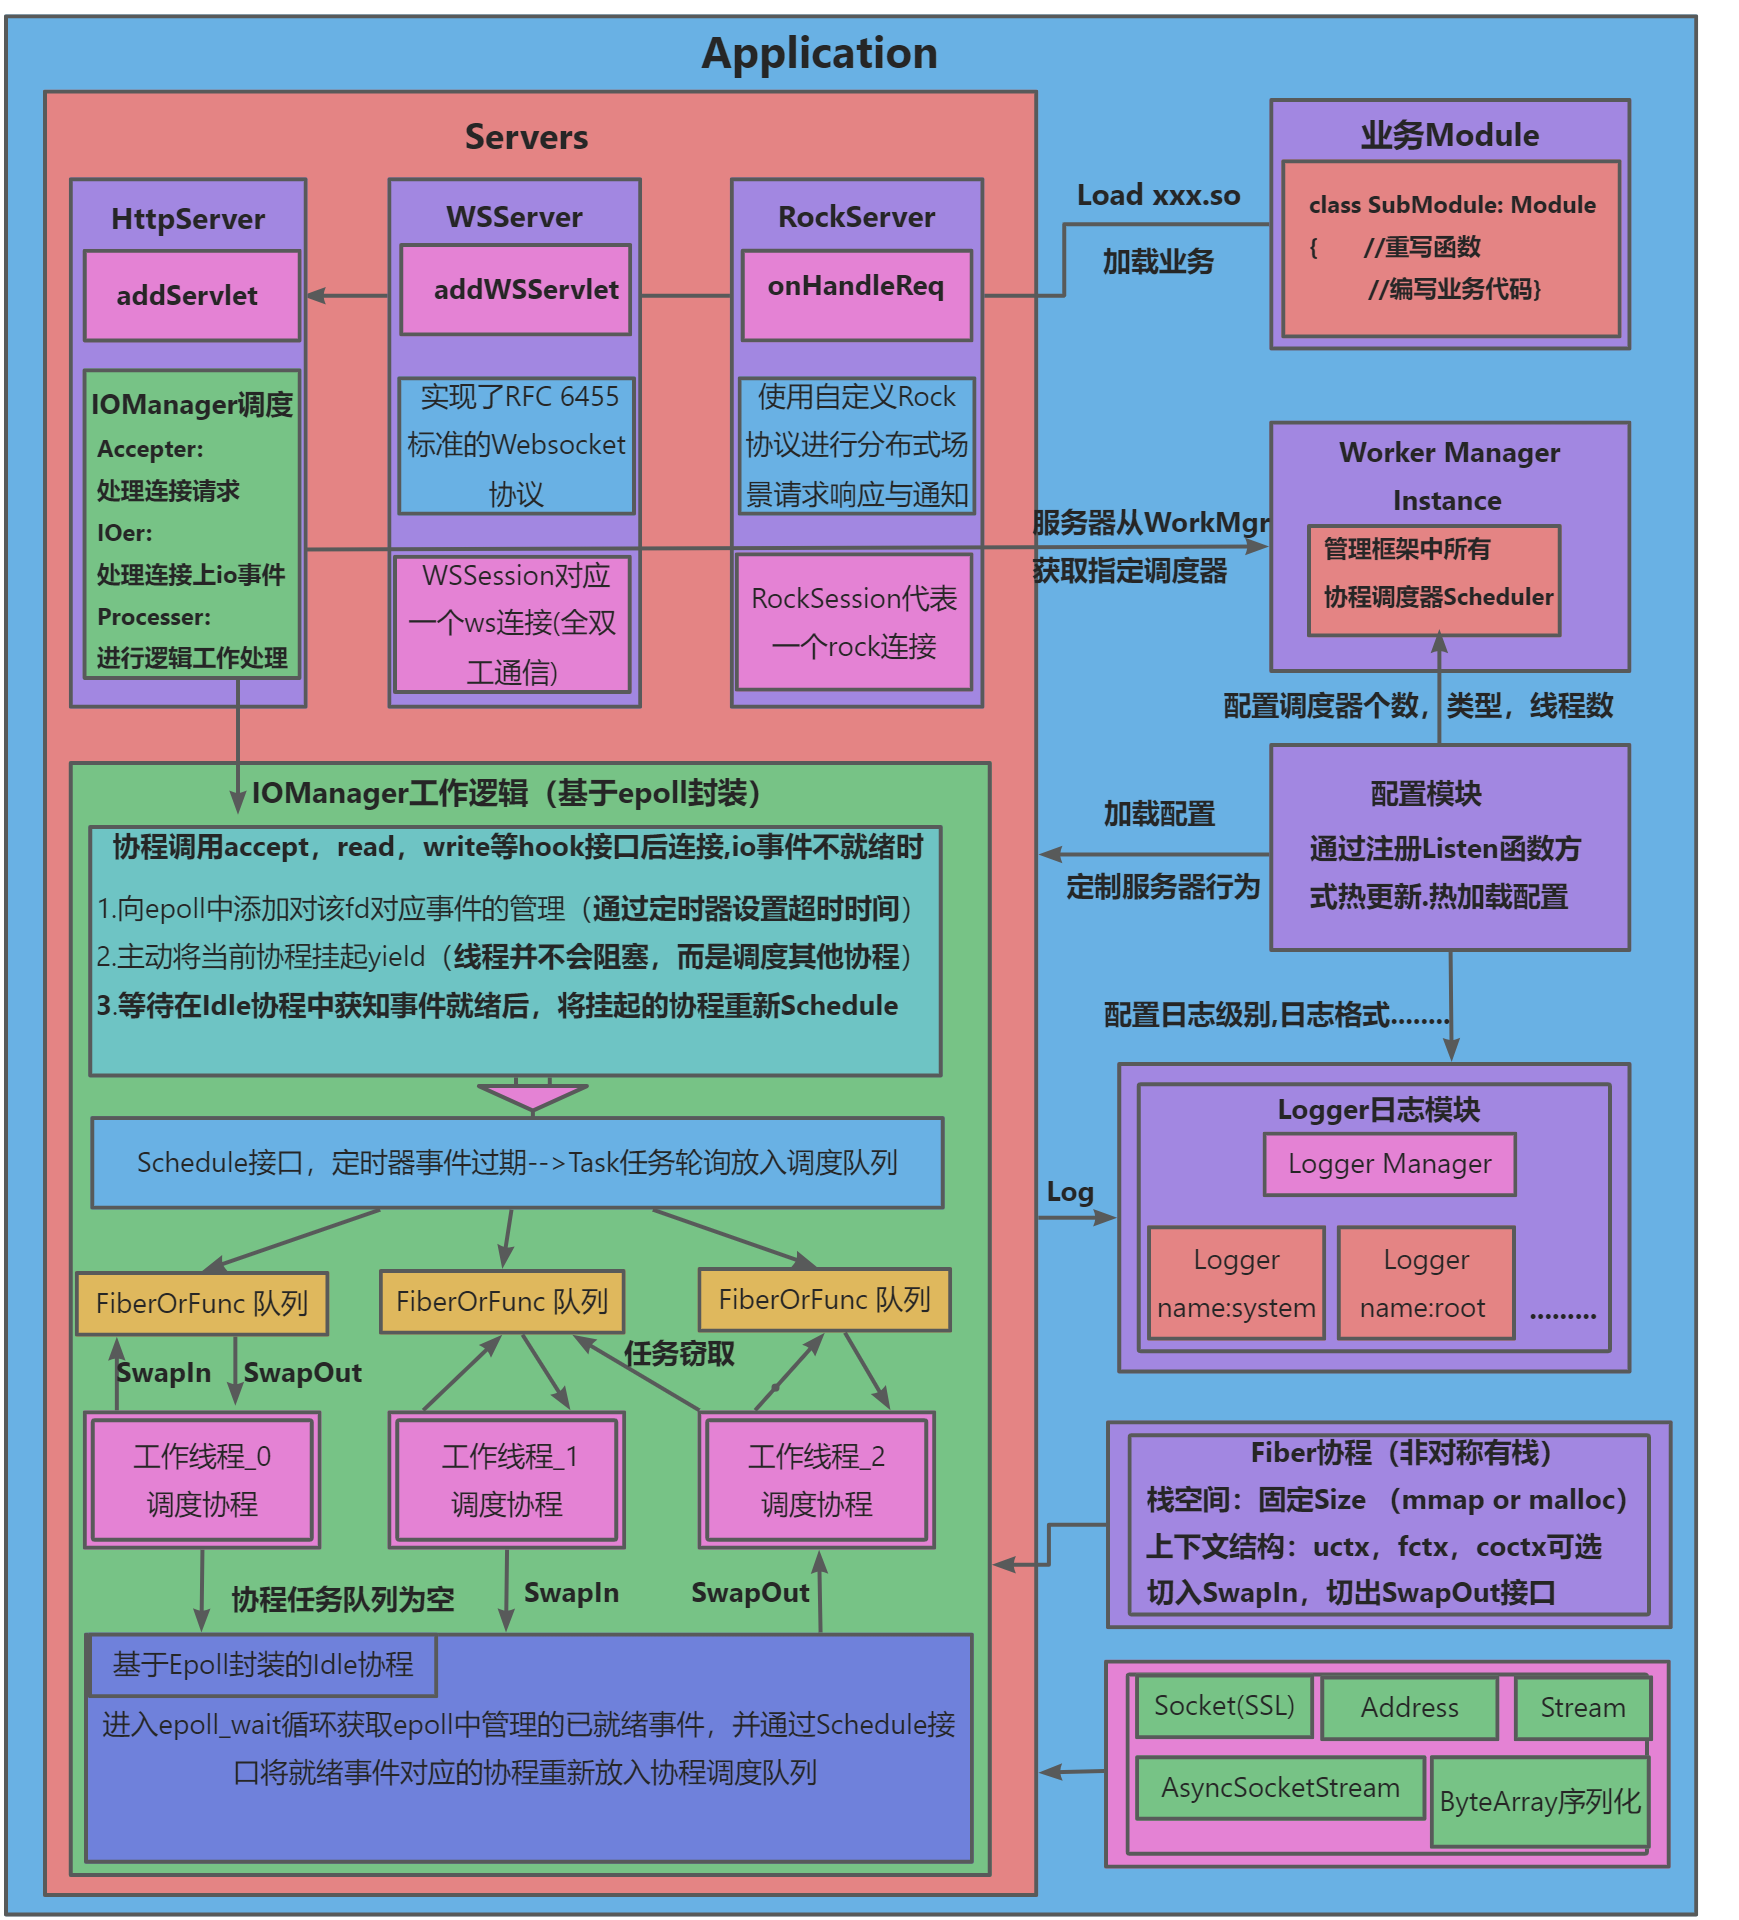 Application
Servers
HttpServer
addServlet
IOManager调度
Accepter:
处理连接请求
IOer:
处理连接上io事件
Processer:
进行逻辑工作处理
WSServer
addWSServlet
实现了RFC 6455
标准的Websocket
协议
WSSession对应
一个ws连接(全双
工通信)
RockServer
onHandleReq
使用自定义Rock
协议进行分布式场
景请求响应与通知
RockSession代表
一个rock连接
Load xxx.so
加载业务
业务Module
class SubModule: Module
{ //重写函数
//编写业务代码}
服务器从WorkMgr
获取指定调度器
Worker Manager
Instance
管理框架中所有
协程调度器Scheduler
配置调度器个数，类型，线程数
配置模块
通过注册Listen函数方
式热更新.热加载配置
加载配置
定制服务器行为
配置日志级别,日志格式........
IOManager工作逻辑（基于epoll封装）
协程调用accept，read，write等hook接口后连接,io事件不就绪时
1.向epoll中添加对该fd对应事件的管理（通过定时器设置超时时间）
2.主动将当前协程挂起yield（线程并不会阻塞，而是调度其他协程）
3.等待在Idle协程中获知事件就绪后，将挂起的协程重新Schedule
Schedule接口，定时器事件过期-->Task任务轮询放入调度队列
FiberOrFunc 队列
FiberOrFunc 队列
FiberOrFunc 队列
SwapIn
SwapOut
任务窃取
工作线程_0
调度协程
工作线程_1
调度协程
工作线程_2
调度协程
协程任务队列为空
SwapIn
SwapOut
基于Epoll封装的Idle协程
进入epoll_wait循环获取epoll中管理的已就绪事件，并通过Schedule接
口将就绪事件对应的协程重新放入协程调度队列
Log
Logger日志模块
Logger Manager
Logger
name:system
Logger
name:root
.........
Fiber协程（非对称有栈）
栈空间：固定Size （mmap or malloc）
上下文结构：uctx，fctx，coctx可选
切入SwapIn，切出SwapOut接口
Socket(SSL)
Address
Stream
AsyncSocketStream
ByteArray序列化